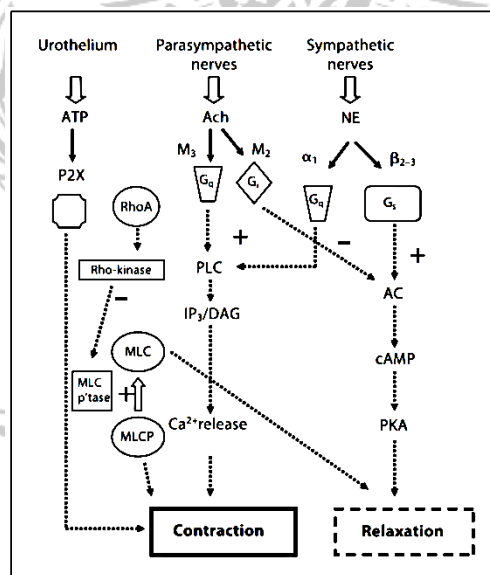 Urothelium Parasympathetic nerves Sympathetic nerves
ATP Ach NE
M₃ M₂ α₁ β₂₋₃
P2X
Gq Gᵢ Gq Gs
RhoA
+ − +
Rho-kinase PLC AC
−
IP₃/DAG
MLC cAMP
MLC p'tase +
Ca²⁺release PKA
MLCP
Contraction Relaxation